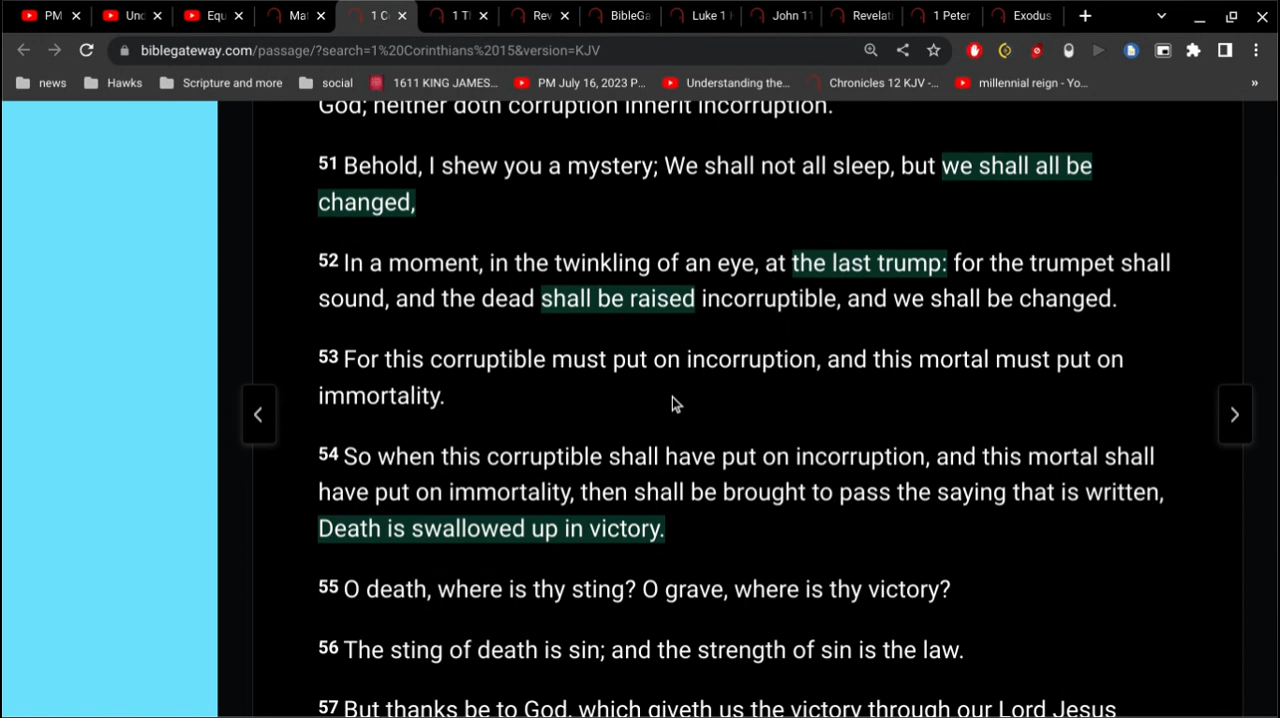 PM
Und
Equ
Mat
1 Co
1 Th
Rev
BibleGa
Luke 1
John 11
Revelati
1 Peter
Exodus
biblegateway.com/passage/?search=1%20Corinthians%2015&version=KJV
news
Hawks
Scripture and more
social
1611 KING JAMES...
PM July 16, 2023 P...
Understanding the...
Chronicles 12 KJV -...
millennial reign - Yo...
»
God; neither doth corruption inherit incorruption.
51 Behold, I shew you a mystery; We shall not all sleep, but we shall all be
changed,
52 In a moment, in the twinkling of an eye, at the last trump: for the trumpet shall
sound, and the dead shall be raised incorruptible, and we shall be changed.
53 For this corruptible must put on incorruption, and this mortal must put on
immortality.
54 So when this corruptible shall have put on incorruption, and this mortal shall
have put on immortality, then shall be brought to pass the saying that is written,
Death is swallowed up in victory.
55 O death, where is thy sting? O grave, where is thy victory?
56 The sting of death is sin; and the strength of sin is the law.
57 But thanks be to God, which giveth us the victory through our Lord Jesus